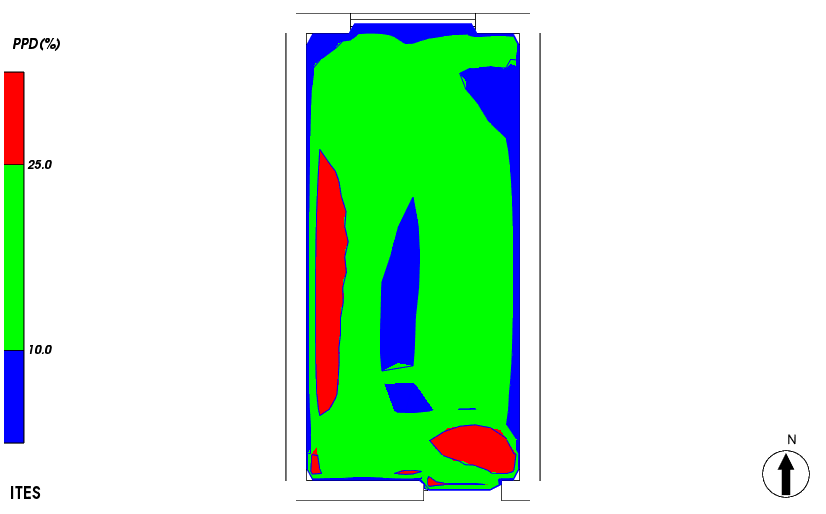 PPD(%)
25.0
10.0
N
ITES